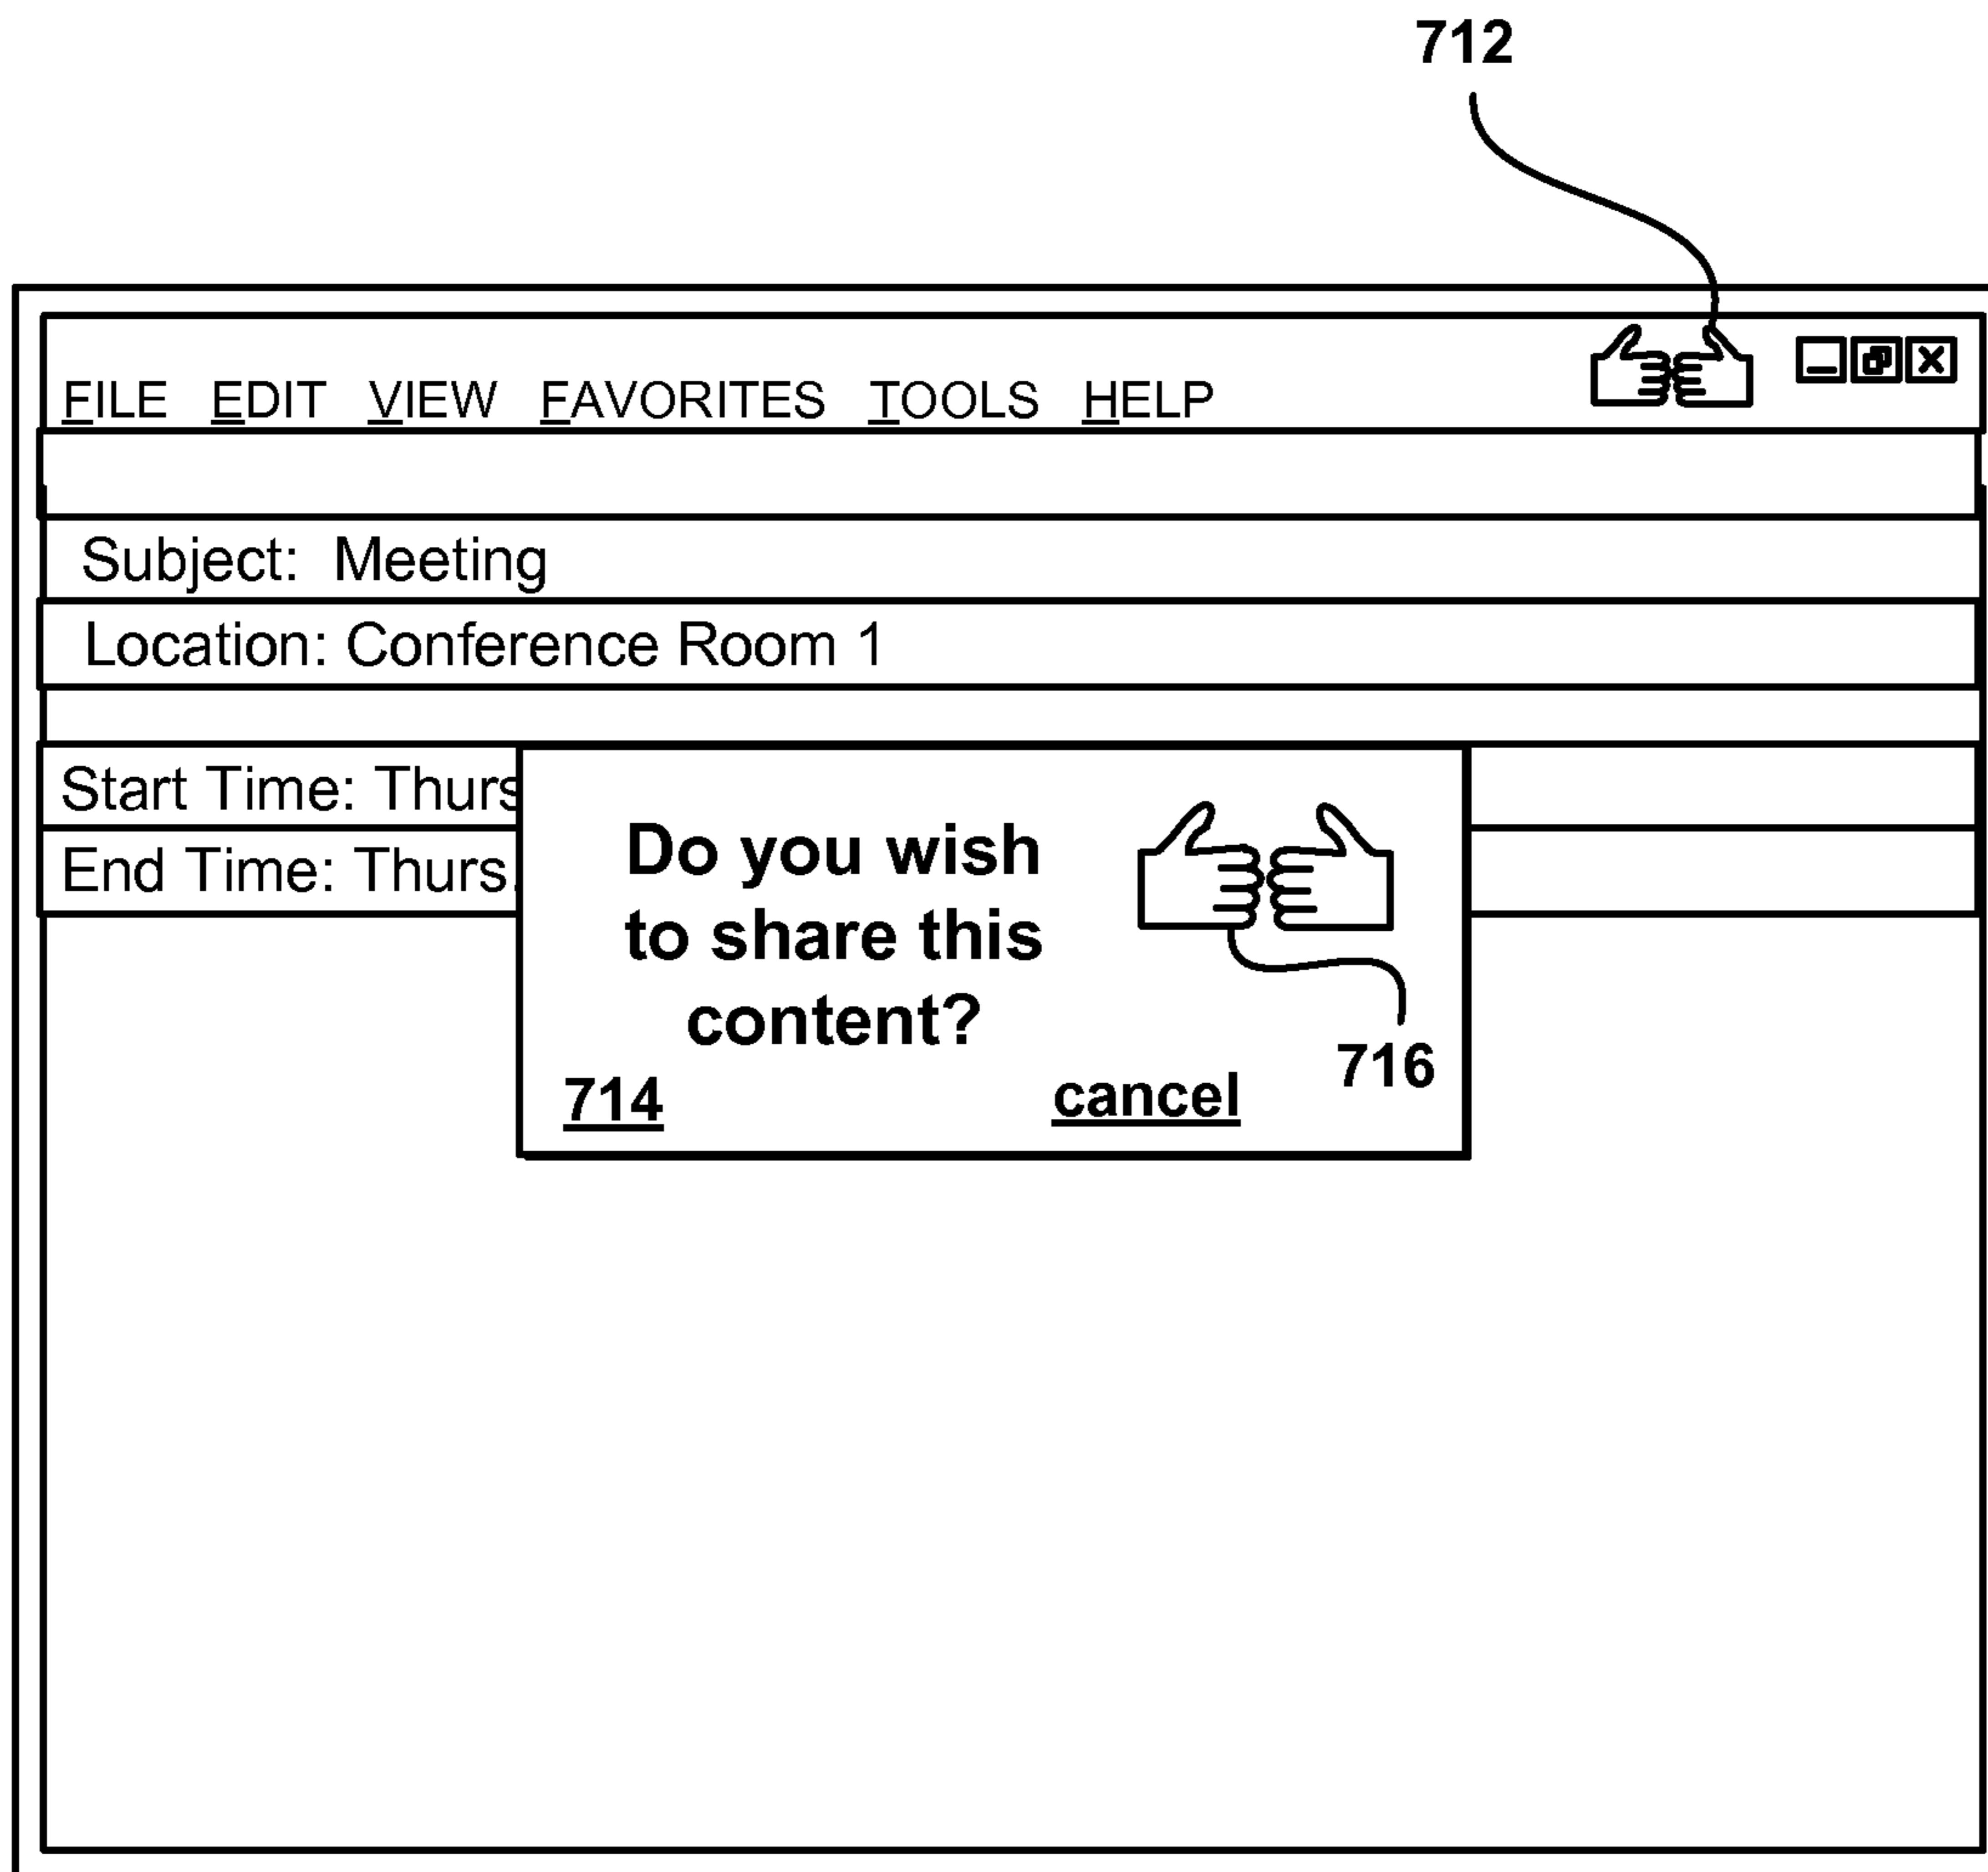 712
FILE EDIT VIEW FAVORITES TOOLS HELP
Subject: Meeting
Location: Conference Room 1
Start Time: Thurs
End Time: Thurs
Do you wish
to share this
content?
716
714 cancel